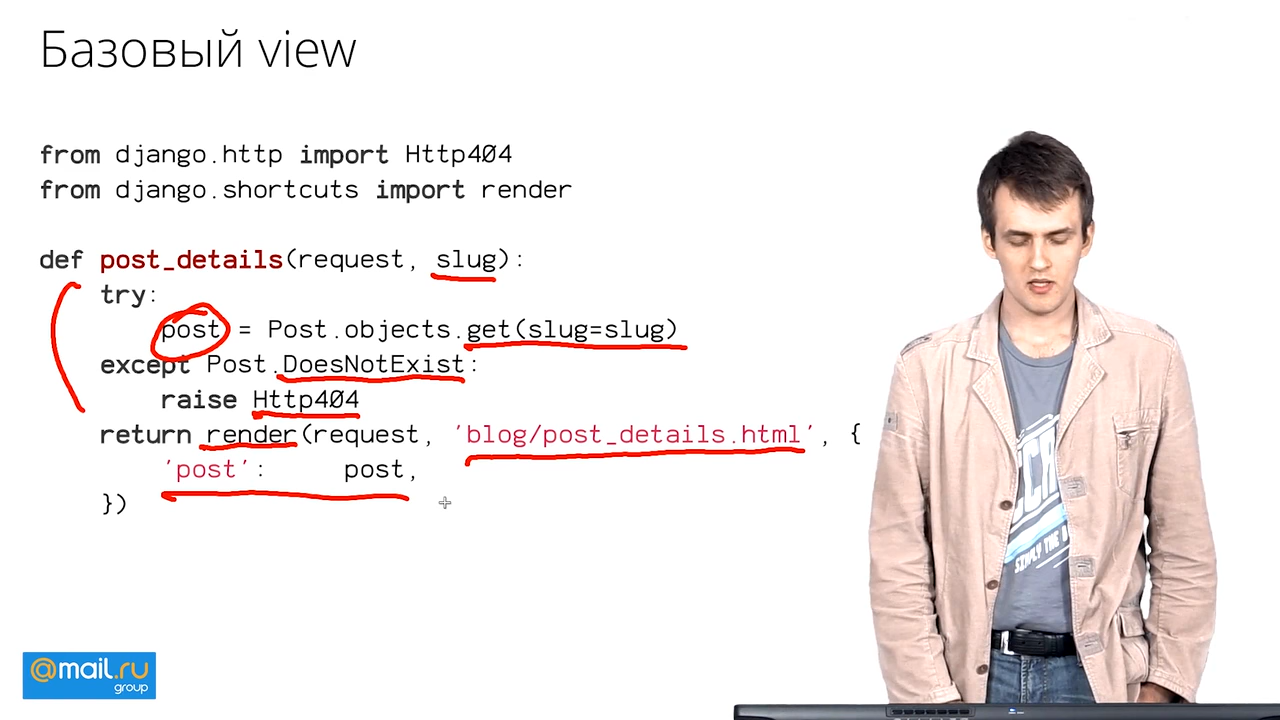 Базовый view
from django.http import Http404
from django.shortcuts import render
def post_details(request, slug):
try:
post = Post.objects.get(slug=slug)
except Post.DoesNotExist:
raise Http404
return render(request, 'blog/post_details.html', {
'post': post,
})
@mail.ru
group
SIMPLY THE